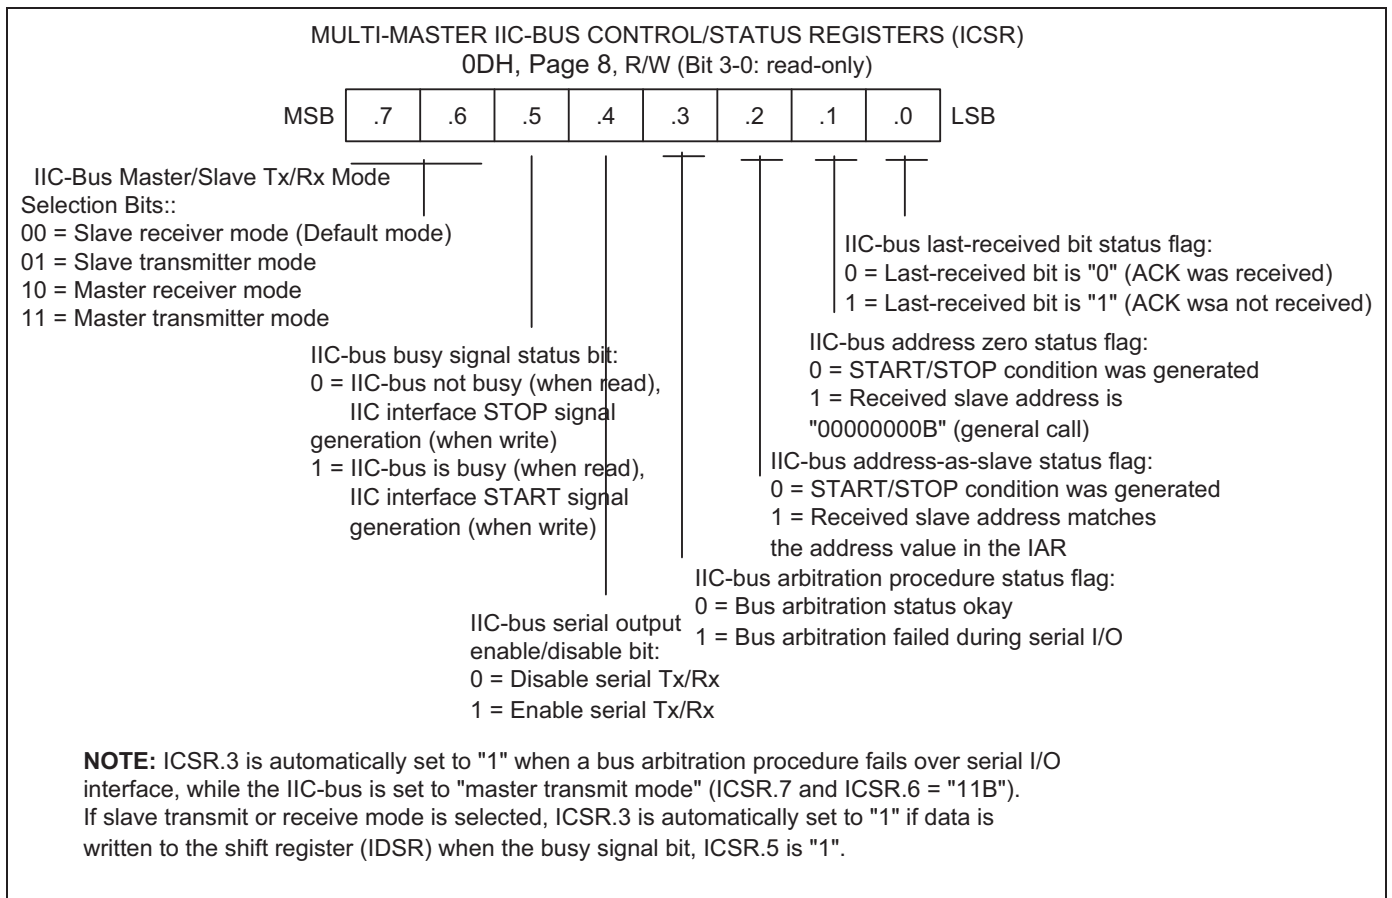 MULTI-MASTER IIC-BUS CONTROL/STATUS REGISTERS (ICSR)
0DH, Page 8, R/W (Bit 3-0: read-only)
MSB .7 .6 .5 .4 .3 .2 .1 .0 LSB
IIC-Bus Master/Slave Tx/Rx Mode
Selection Bits::
00 = Slave receiver mode (Default mode)
01 = Slave transmitter mode
10 = Master receiver mode
11 = Master transmitter mode
IIC-bus last-received bit status flag:
0 = Last-received bit is "0" (ACK was received)
1 = Last-received bit is "1" (ACK wsa not received)
IIC-bus busy signal status bit:
0 = IIC-bus not busy (when read),
IIC interface STOP signal
generation (when write)
1 = IIC-bus is busy (when read),
IIC interface START signal
generation (when write)
IIC-bus address zero status flag:
0 = START/STOP condition was generated
1 = Received slave address is
"00000000B" (general call)
IIC-bus address-as-slave status flag:
0 = START/STOP condition was generated
1 = Received slave address matches
the address value in the IAR
IIC-bus arbitration procedure status flag:
0 = Bus arbitration status okay
1 = Bus arbitration failed during serial I/O
IIC-bus serial output
enable/disable bit:
0 = Disable serial Tx/Rx
1 = Enable serial Tx/Rx
NOTE: ICSR.3 is automatically set to "1" when a bus arbitration procedure fails over serial I/O
interface, while the IIC-bus is set to "master transmit mode" (ICSR.7 and ICSR.6 = "11B").
If slave transmit or receive mode is selected, ICSR.3 is automatically set to "1" if data is
written to the shift register (IDSR) when the busy signal bit, ICSR.5 is "1".